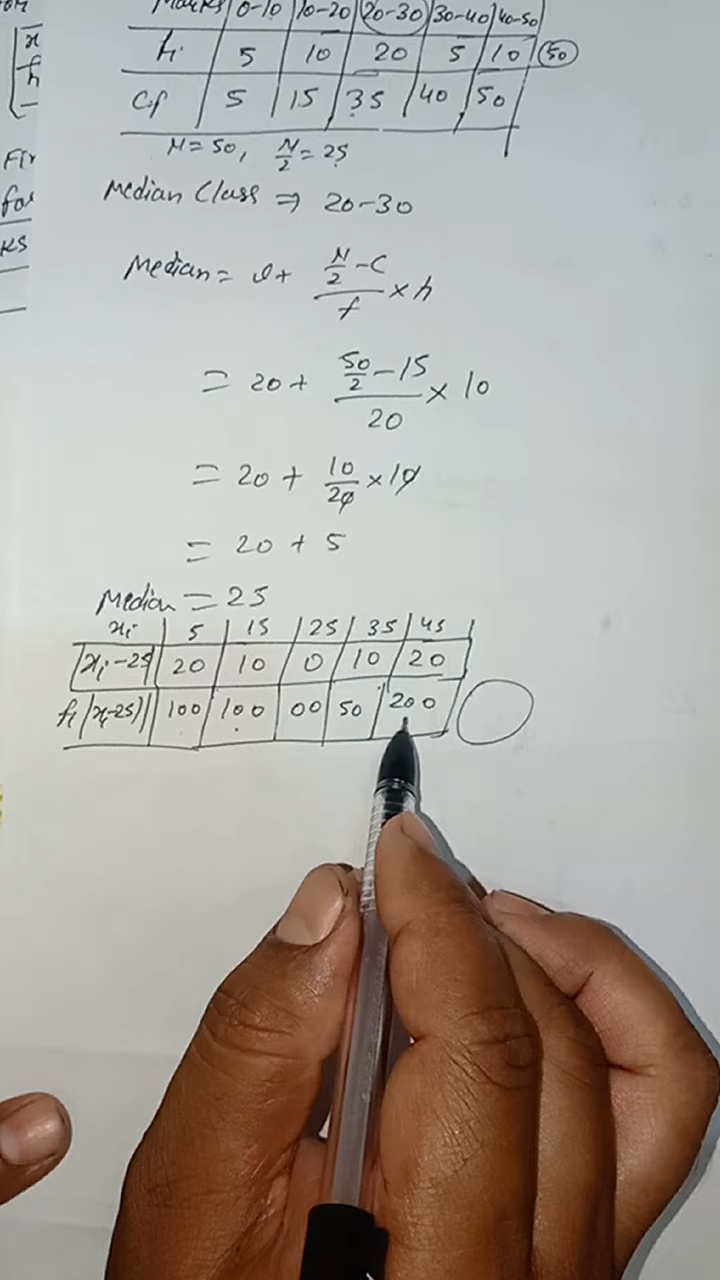 Marks 0-10 10-20 20-30 30-40 40-50
x
fi 5 10 20 5 10 50
h
Cf 5 15 35 40 50
N = 50, N/2 = 25
Fir
Median Class ⇒ 20-30
for
KS
Median = l + (N/2 - C)/f × h
= 20 + (50/2 - 15)/20 × 10
= 20 + 10/20 × 10
= 20 + 5
Median = 25
xi 5 15 25 35 45
|xi-25| 20 10 0 10 20
fi |xi-25| 100 100 00 50 200